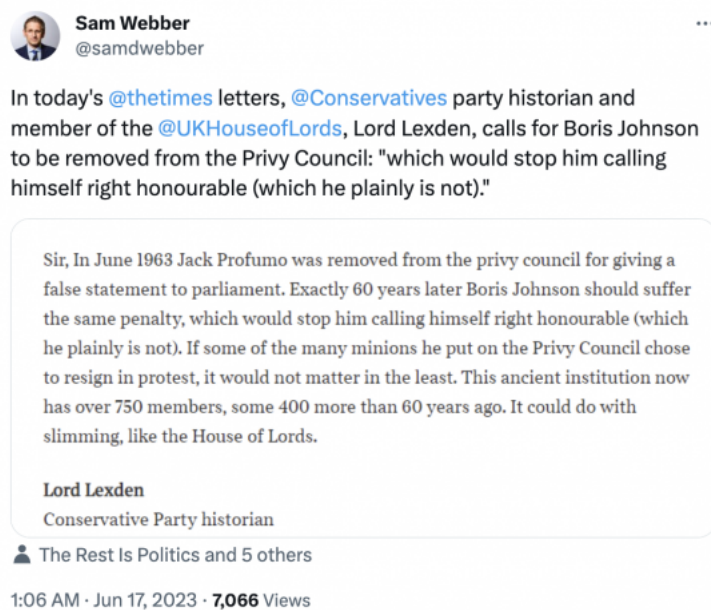 Sam Webber
@samdwebber
In today's @thetimes letters, @Conservatives party historian and
member of the @UKHouseofLords, Lord Lexden, calls for Boris Johnson
to be removed from the Privy Council: "which would stop him calling
himself right honourable (which he plainly is not)."
Sir, In June 1963 Jack Profumo was removed from the privy council for giving a
false statement to parliament. Exactly 60 years later Boris Johnson should suffer
the same penalty, which would stop him calling himself right honourable (which
he plainly is not). If some of the many minions he put on the Privy Council chose
to resign in protest, it would not matter in the least. This ancient institution now
has over 750 members, some 400 more than 60 years ago. It could do with
slimming, like the House of Lords.
Lord Lexden
Conservative Party historian
The Rest Is Politics and 5 others
1:06 AM · Jun 17, 2023 · 7,066 Views